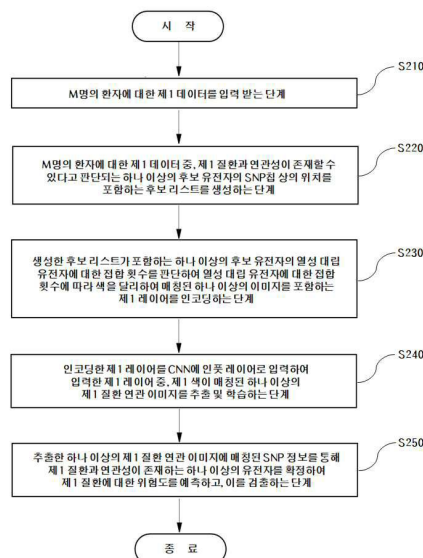 시 작
S210
M명의 환자에 대한 제1 데이터를 입력 받는 단계
S220
M명의 환자에 대한 제1 데이터 중, 제1 질환과 연관성이 존재할 수
있다고 판단되는 하나 이상의 후보 유전자의 SNP칩 상의 위치를
포함하는 후보 리스트를 생성하는 단계
S230
생성한 후보 리스트가 포함하는 하나 이상의 후보 유전자의 열성 대립
유전자에 대한 접합 횟수를 판단하여 열성 대립 유전자에 대한 접합
횟수에 따라 색을 달리하여 매칭된 하나 이상의 이미지를 포함하는
제1 레이어를 인코딩하는 단계
S240
인코딩한 제1 레이어를 CNN에 인풋 레이어로 입력하여
입력한 제1 레이어 중, 제1 색이 매칭된 하나 이상의
제1 질환 연관 이미지를 추출 및 학습하는 단계
S250
추출한 하나 이상의 제1 질환 연관 이미지에 매칭된 SNP 정보를 통해
제1 질환과 연관성이 존재하는 하나 이상의 유전자를 확정하여
제1 질환에 대한 위험도를 예측하고, 이를 검출하는 단계
종 료